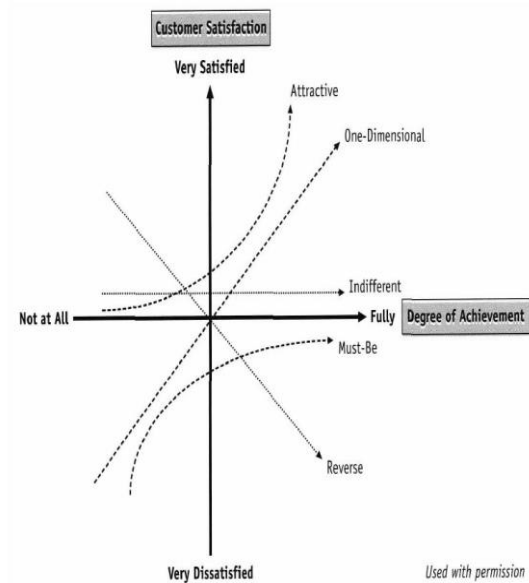 Customer Satisfaction
Very Satisfied
Attractive
One-Dimensional
Indifferent
Not at All
Fully
Degree of Achievement
Must-Be
Reverse
Very Dissatisfied
Used with permission